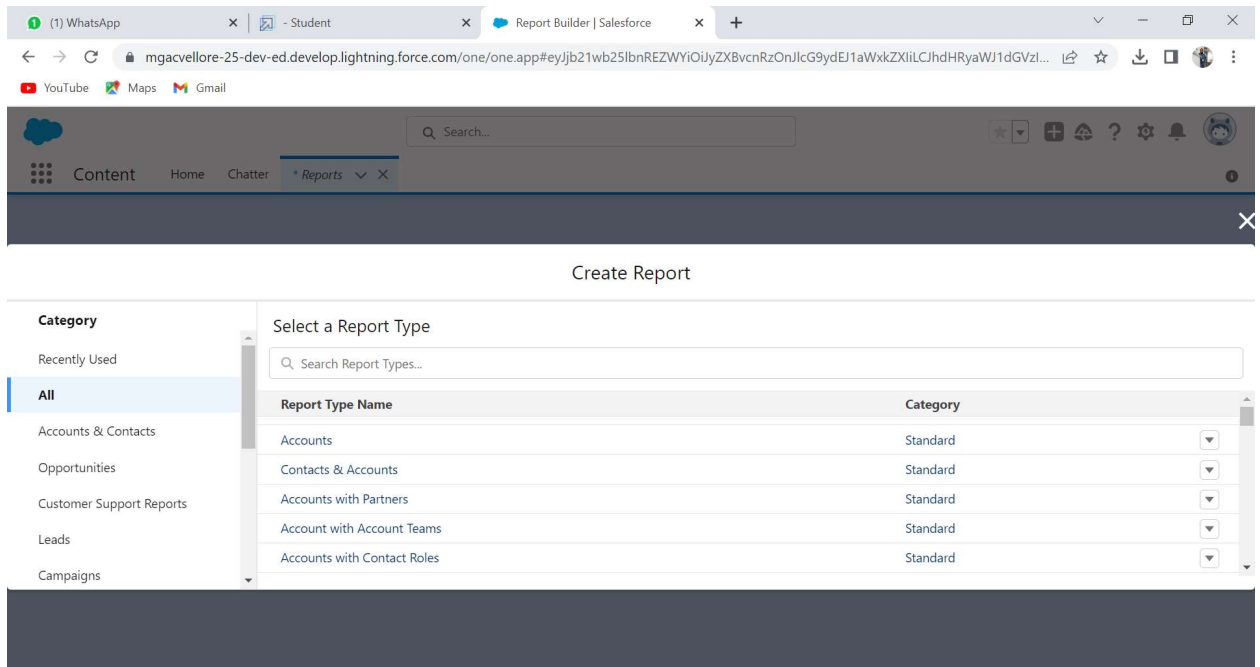 (1) WhatsApp
- Student
Report Builder | Salesforce
mgacvellore-25-dev-ed.develop.lightning.force.com/one/one.app#eyJjb21wb25lbnREZWYiOiJyZXBvcnRzOnJlcG9ydEJ1aWxkZXIiLCJhdHRyaWJ1dGVzI...
YouTube Maps Gmail
Search...
Content Home Chatter * Reports
Create Report
Category
Recently Used
All
Accounts & Contacts
Opportunities
Customer Support Reports
Leads
Campaigns
Select a Report Type
Search Report Types...
Report Type Name Category
Accounts Standard
Contacts & Accounts Standard
Accounts with Partners Standard
Account with Account Teams Standard
Accounts with Contact Roles Standard